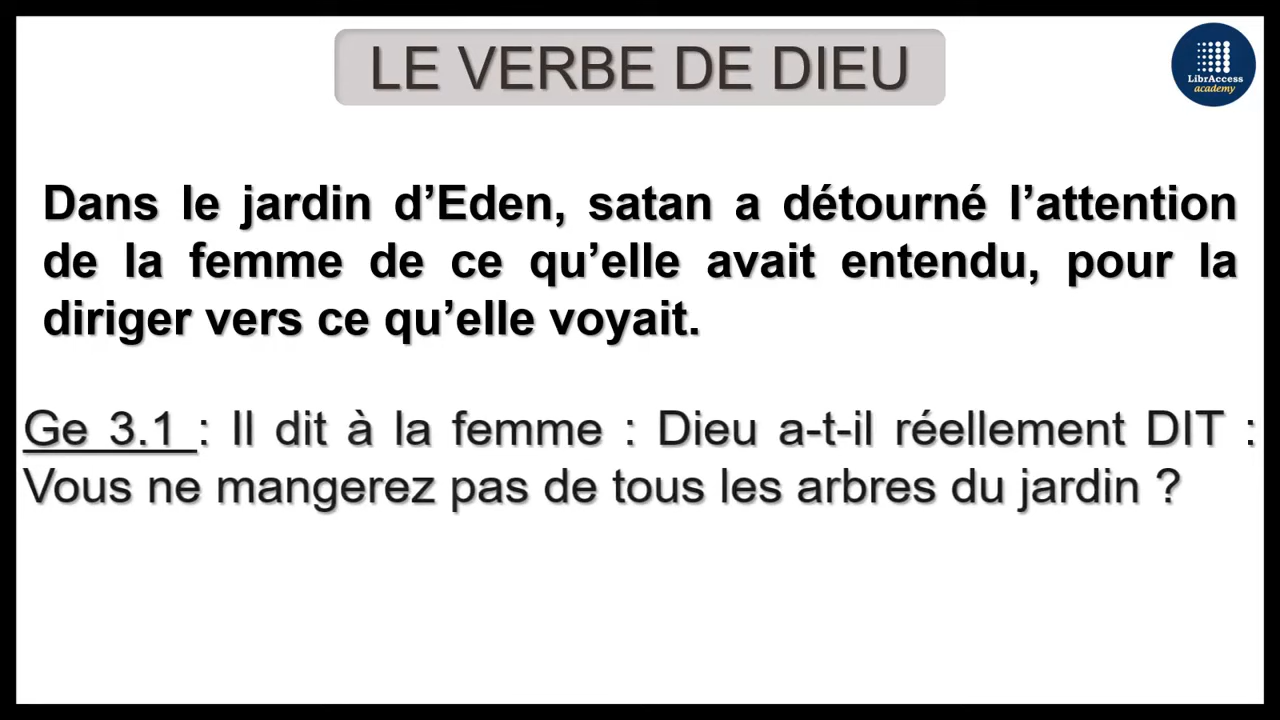 LE VERBE DE DIEU
LibrAccess
academy
Dans le jardin d’Eden, satan a détourné l’attention
de la femme de ce qu’elle avait entendu, pour la
diriger vers ce qu’elle voyait.
Ge 3.1 : Il dit à la femme : Dieu a-t-il réellement DIT :
Vous ne mangerez pas de tous les arbres du jardin ?